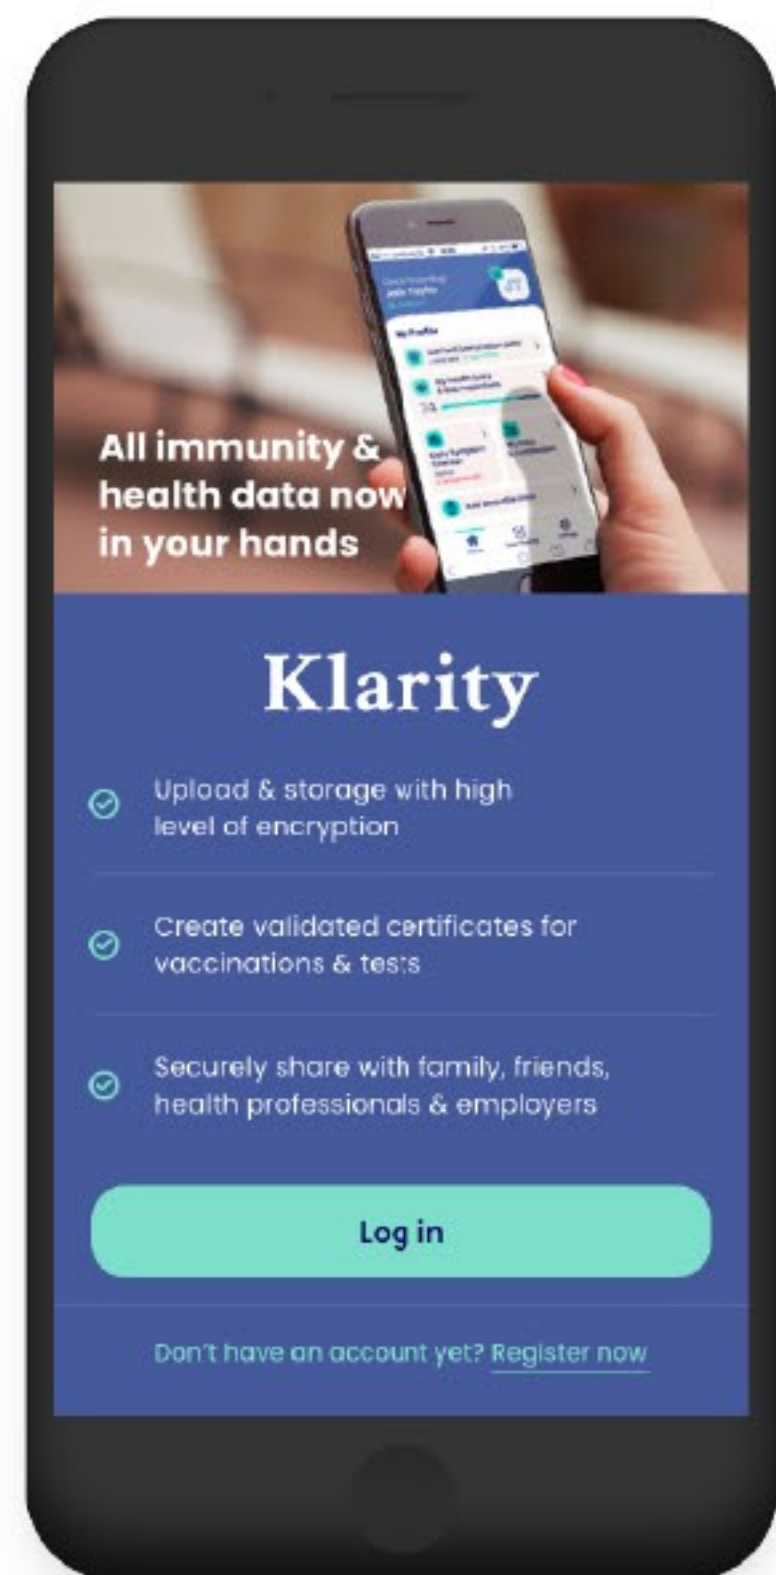 All immunity &
health data now
in your hands
My Profile
Klarity
Upload & storage with high
level of encryption
Create validated certificates for
vaccinations & tests
Securely share with family, friends,
health professionals & employers
Log in
Don't have an account yet? Register now